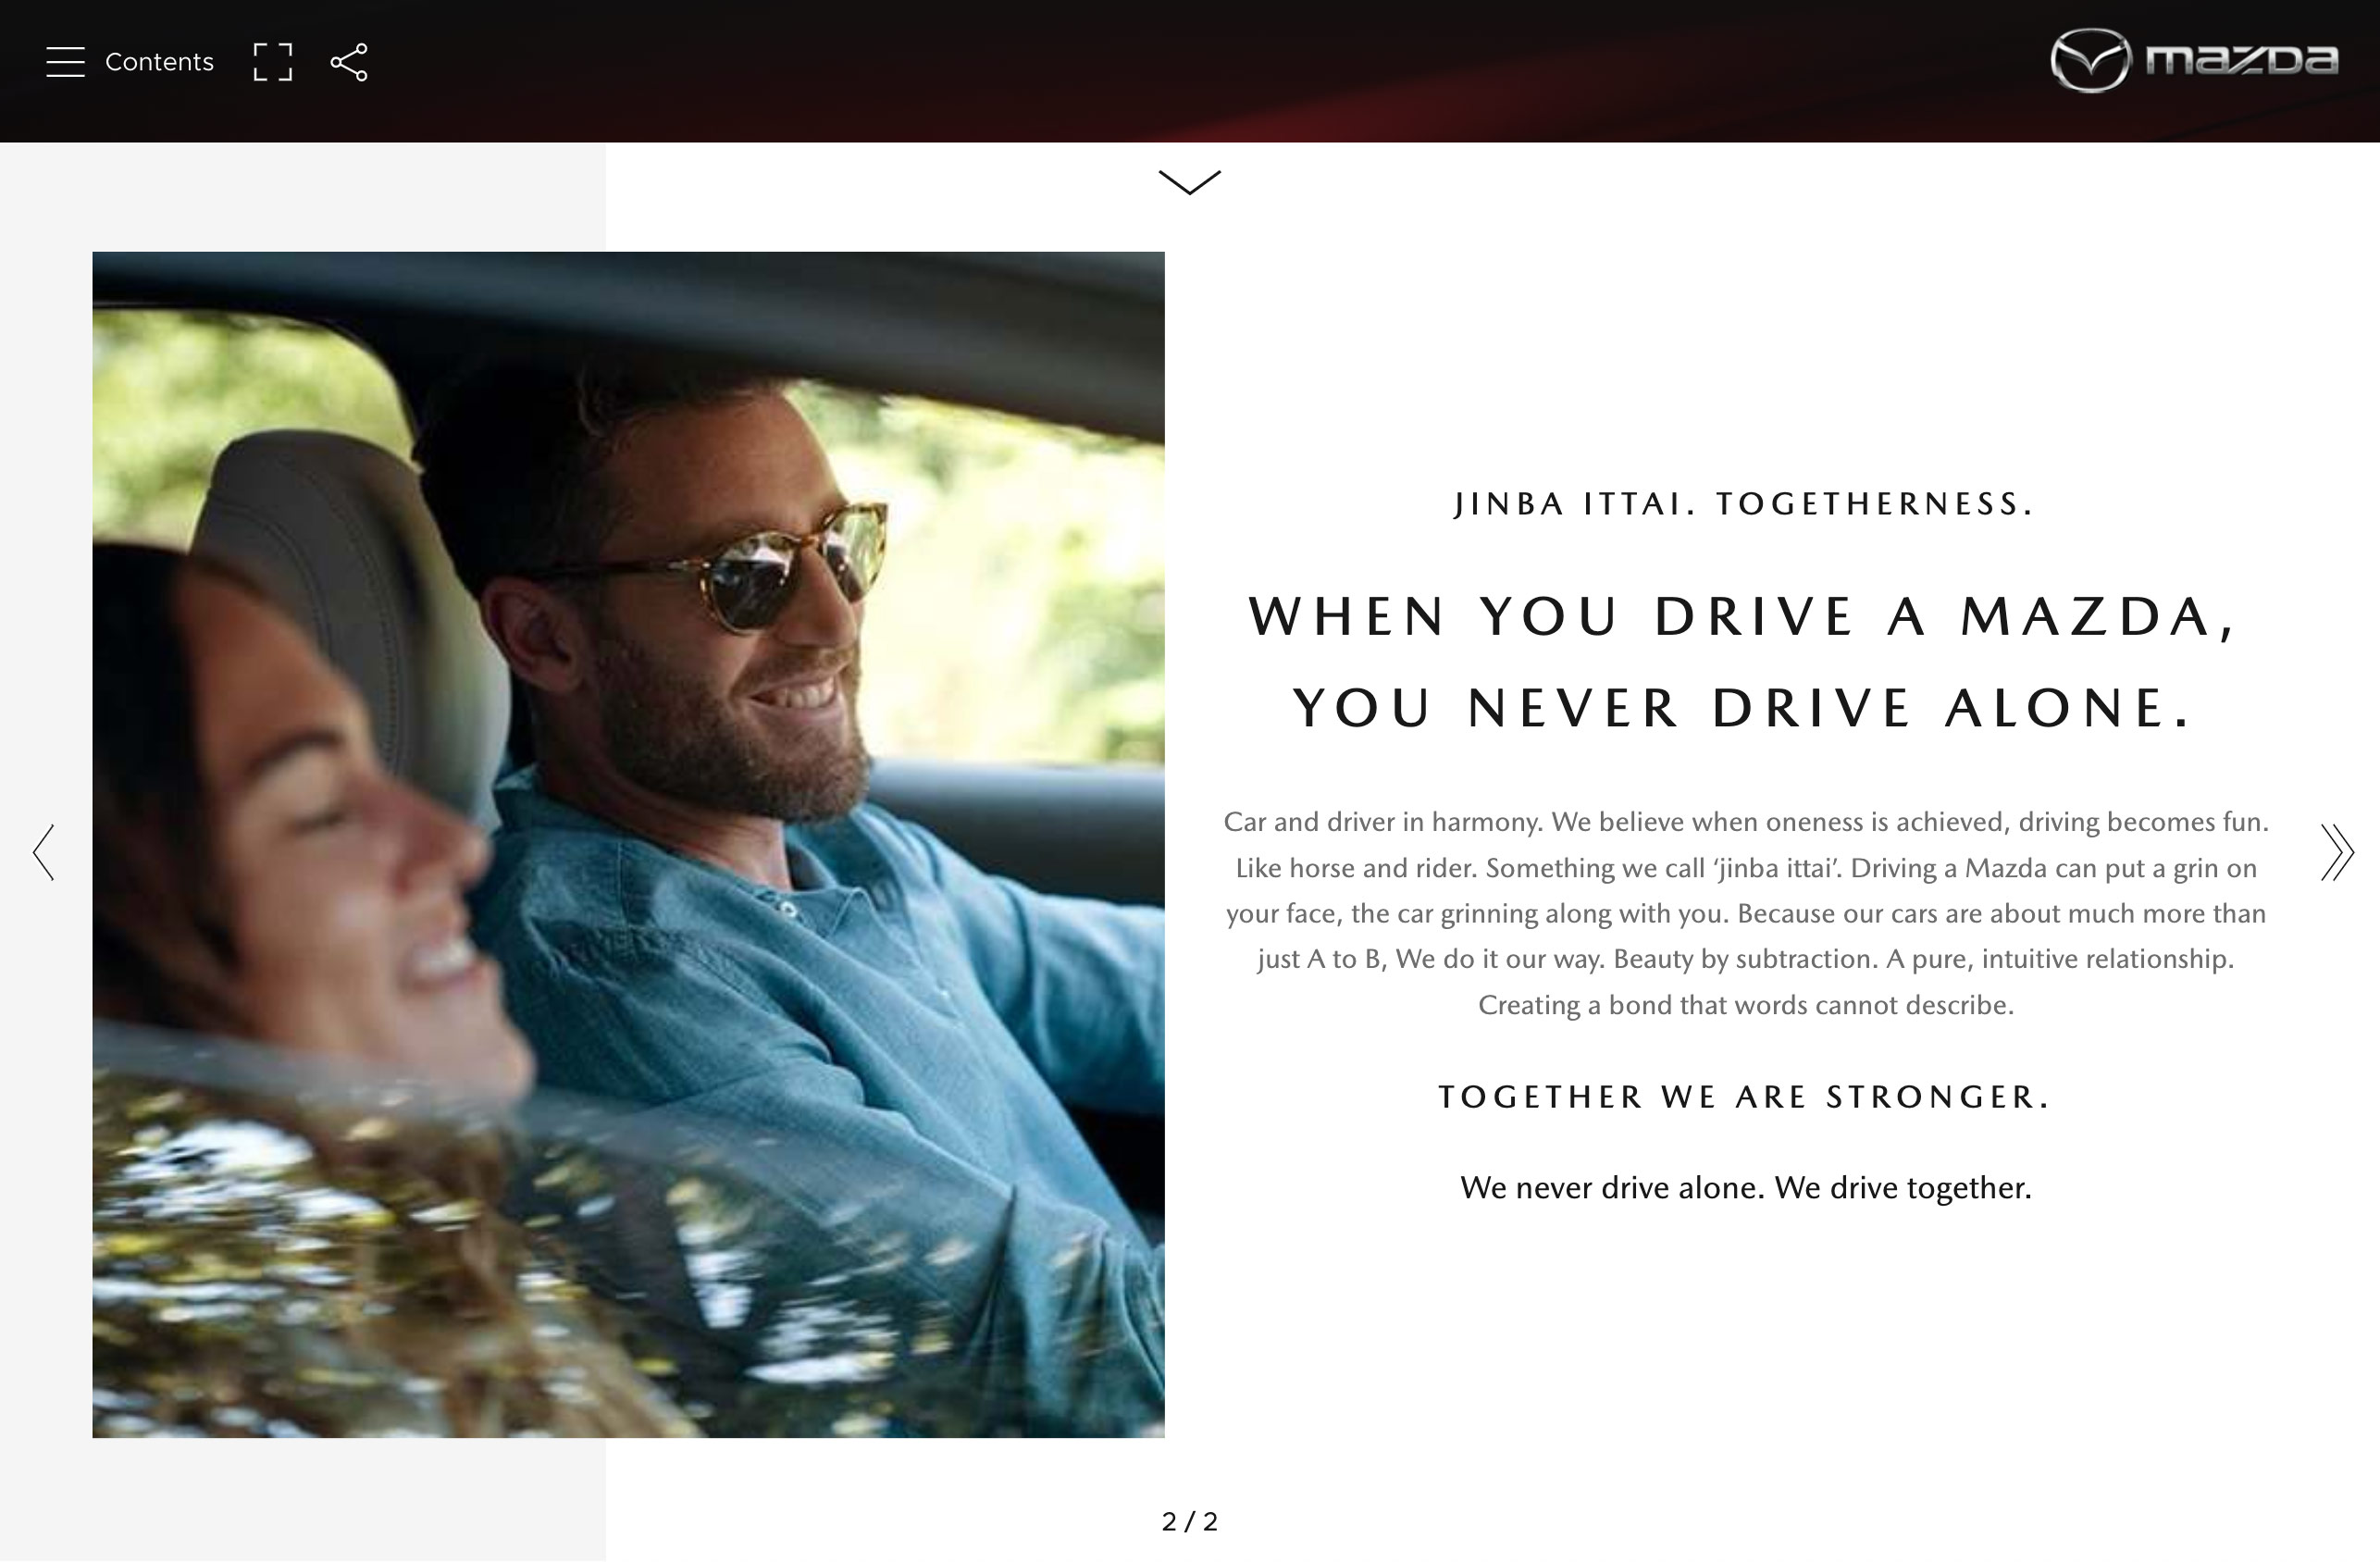 Contents
mazda
JINBA ITTAI. TOGETHERNESS.
WHEN YOU DRIVE A MAZDA,
YOU NEVER DRIVE ALONE.
Car and driver in harmony. We believe when oneness is achieved, driving becomes fun.
Like horse and rider. Something we call ‘jinba ittai’. Driving a Mazda can put a grin on
your face, the car grinning along with you. Because our cars are about much more than
just A to B, We do it our way. Beauty by subtraction. A pure, intuitive relationship.
Creating a bond that words cannot describe.
TOGETHER WE ARE STRONGER.
We never drive alone. We drive together.
2 / 2